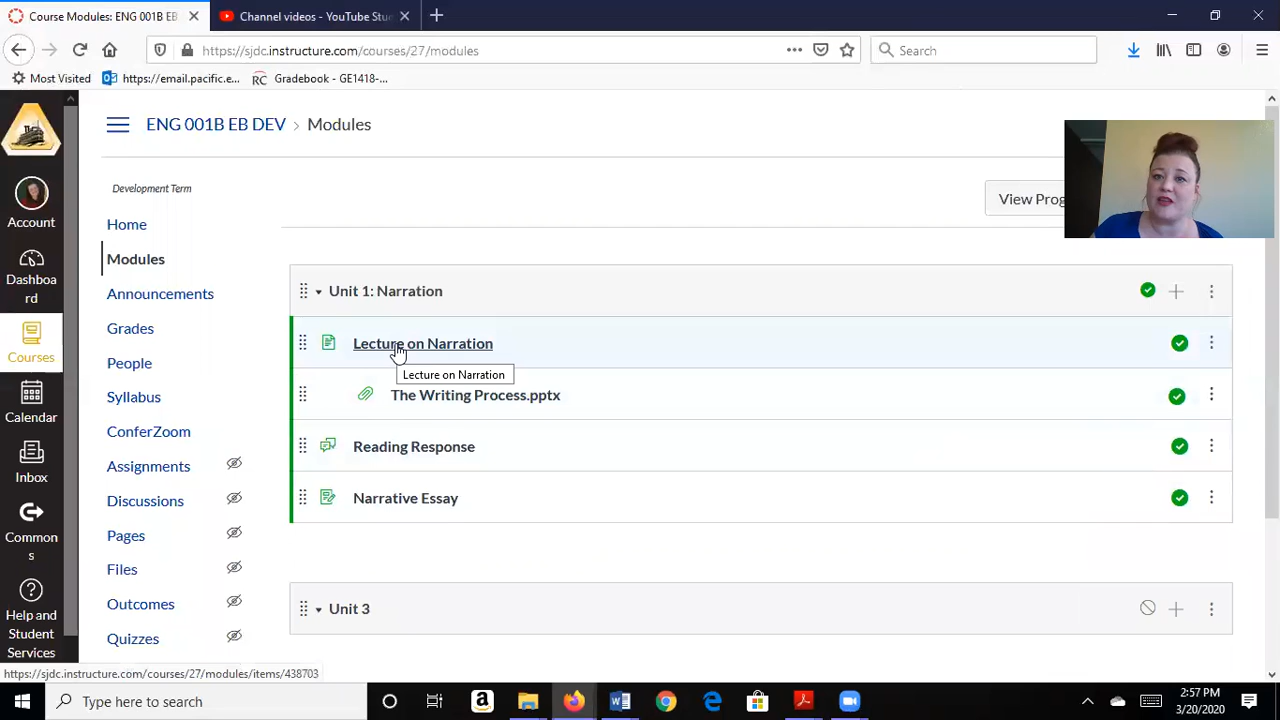 Course Modules: ENG 001B EB
Channel videos - YouTube Stu
https://sjdc.instructure.com/courses/27/modules
Search
Most Visited
https://email.pacific.e...
Gradebook - GE1418-...
ENG 001B EB DEV > Modules
Development Term
View Prog
Account
Dashboa
rd
Courses
Calendar
Inbox
Common
s
Help and
Student
Services
Home
Modules
Announcements
Grades
People
Syllabus
ConferZoom
Assignments
Discussions
Pages
Files
Outcomes
Quizzes
Unit 1: Narration
Lecture on Narration
Lecture on Narration
The Writing Process.pptx
Reading Response
Narrative Essay
Unit 3
https://sjdc.instructure.com/courses/27/modules/items/438703
Type here to search
2:57 PM
3/20/2020